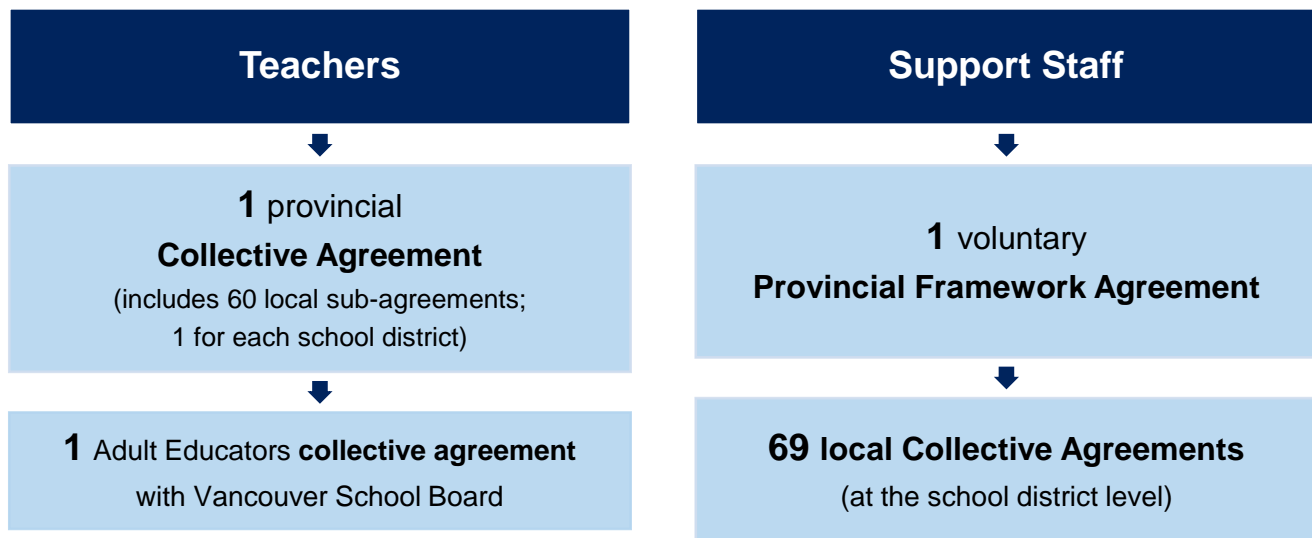 Teachers
1 provincial
Collective Agreement
(includes 60 local sub-agreements;
1 for each school district)
1 Adult Educators collective agreement
with Vancouver School Board
Support Staff
1 voluntary
Provincial Framework Agreement
69 local Collective Agreements
(at the school district level)